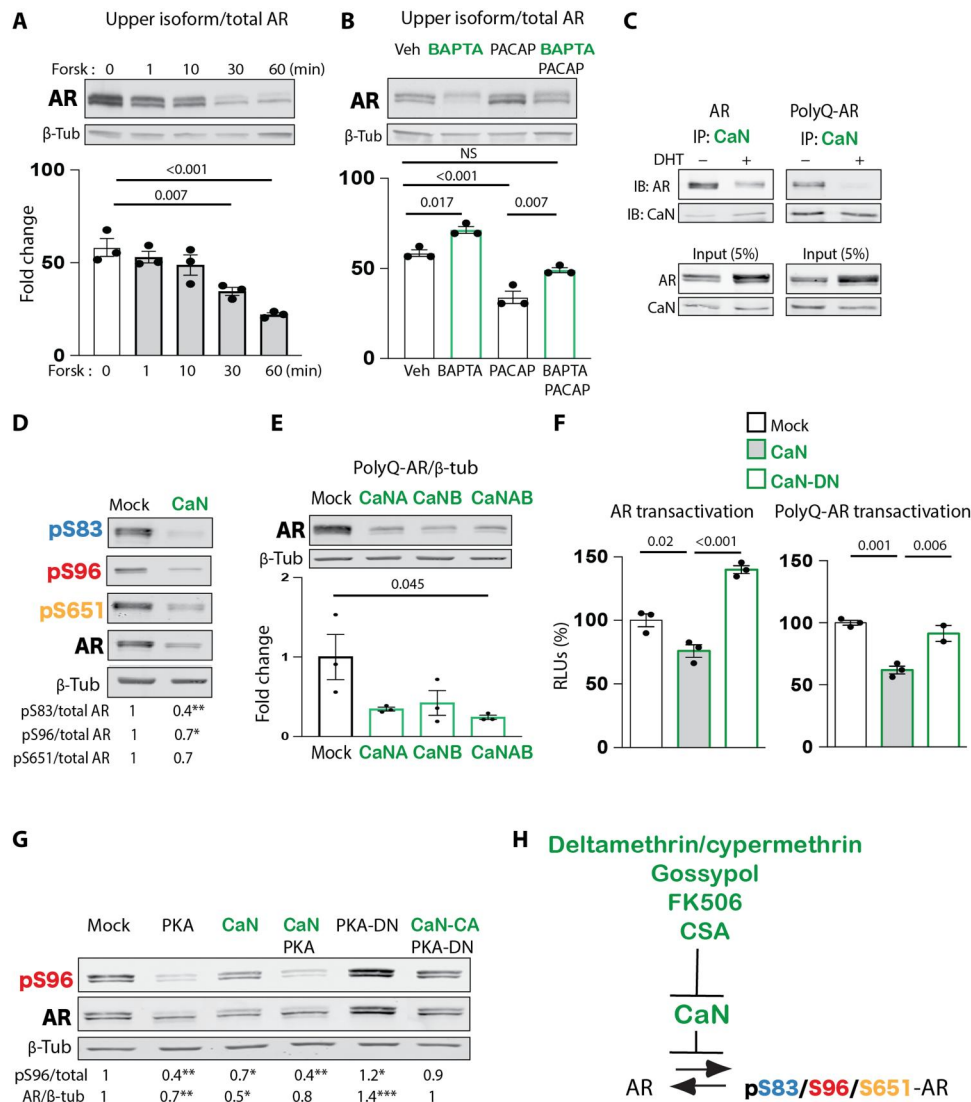 A
Upper isoform/total AR
Forsk : 0 1 10 30 60 (min)
AR
β-Tub
Fold change
100
50
0
<0.001
0.007
Forsk : 0 1 10 30 60 (min)
B
Upper isoform/total AR
Veh BAPTA PACAP BAPTA
PACAP
AR
β-Tub
100
50
0
NS
<0.001
0.017 0.007
Veh BAPTA PACAP BAPTA
PACAP
C
AR PolyQ-AR
IP: CaN IP: CaN
DHT − + − +
IB: AR
IB: CaN
Input (5%) Input (5%)
AR
CaN
D
Mock CaN
pS83
pS96
pS651
AR
β-Tub
pS83/total AR 1 0.4**
pS96/total AR 1 0.7*
pS651/total AR 1 0.7
E
PolyQ-AR/β-tub
Mock CaNA CaNB CaNAB
AR
β-Tub
Fold change
2
1
0
0.045
Mock CaNA CaNB CaNAB
F
Mock
CaN
CaN-DN
AR transactivation PolyQ-AR transactivation
RLUs (%)
150
100
50
0
0.02 <0.001
150
100
50
0
0.001 0.006
G
Mock PKA CaN CaN PKA-DN CaN-CA
PKA PKA-DN
pS96
AR
β-Tub
pS96/total 1 0.4** 0.7* 0.4** 1.2* 0.9
AR/β-tub 1 0.7** 0.5* 0.8 1.4*** 1
H
Deltamethrin/cypermethrin
Gossypol
FK506
CSA
CaN
AR pS83/S96/S651-AR